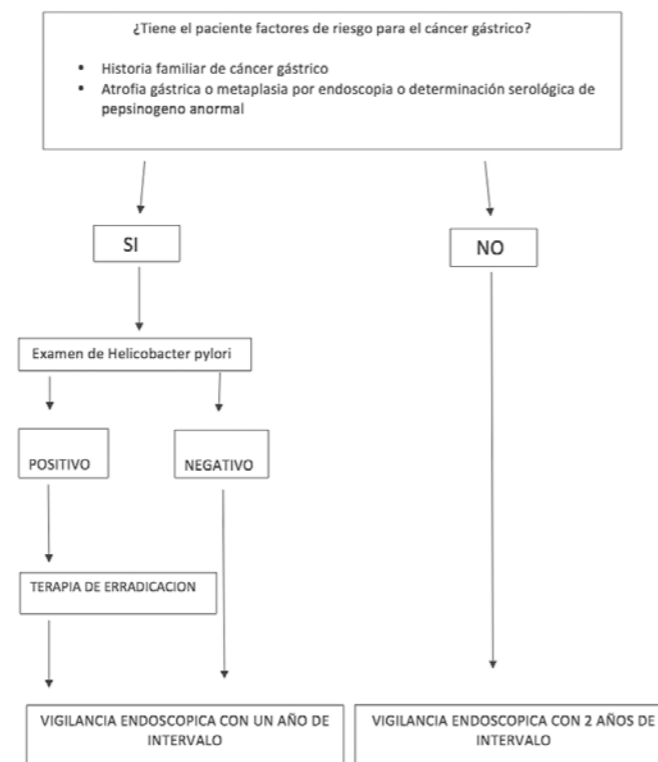 ¿Tiene el paciente factores de riesgo para el cáncer gástrico?
• Historia familiar de cáncer gástrico
• Atrofia gástrica o metaplasia por endoscopia o determinación serológica de
pepsinogeno anormal
SI
NO
Examen de Helicobacter pylori
POSITIVO
NEGATIVO
TERAPIA DE ERRADICACION
VIGILANCIA ENDOSCOPICA CON UN AÑO DE
INTERVALO
VIGILANCIA ENDOSCOPICA CON 2 AÑOS DE
INTERVALO